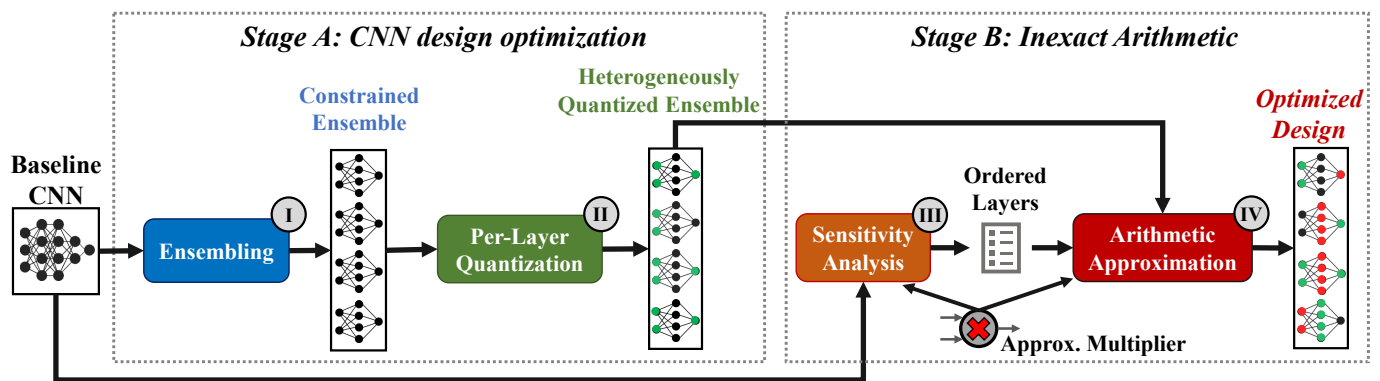 Stage A: CNN design optimization
Stage B: Inexact Arithmetic
Baseline
CNN
I
Ensembling
Constrained
Ensemble
II
Per-Layer
Quantization
Heterogeneously
Quantized Ensemble
III
Sensitivity
Analysis
Ordered
Layers
IV
Arithmetic
Approximation
Approx. Multiplier
Optimized
Design